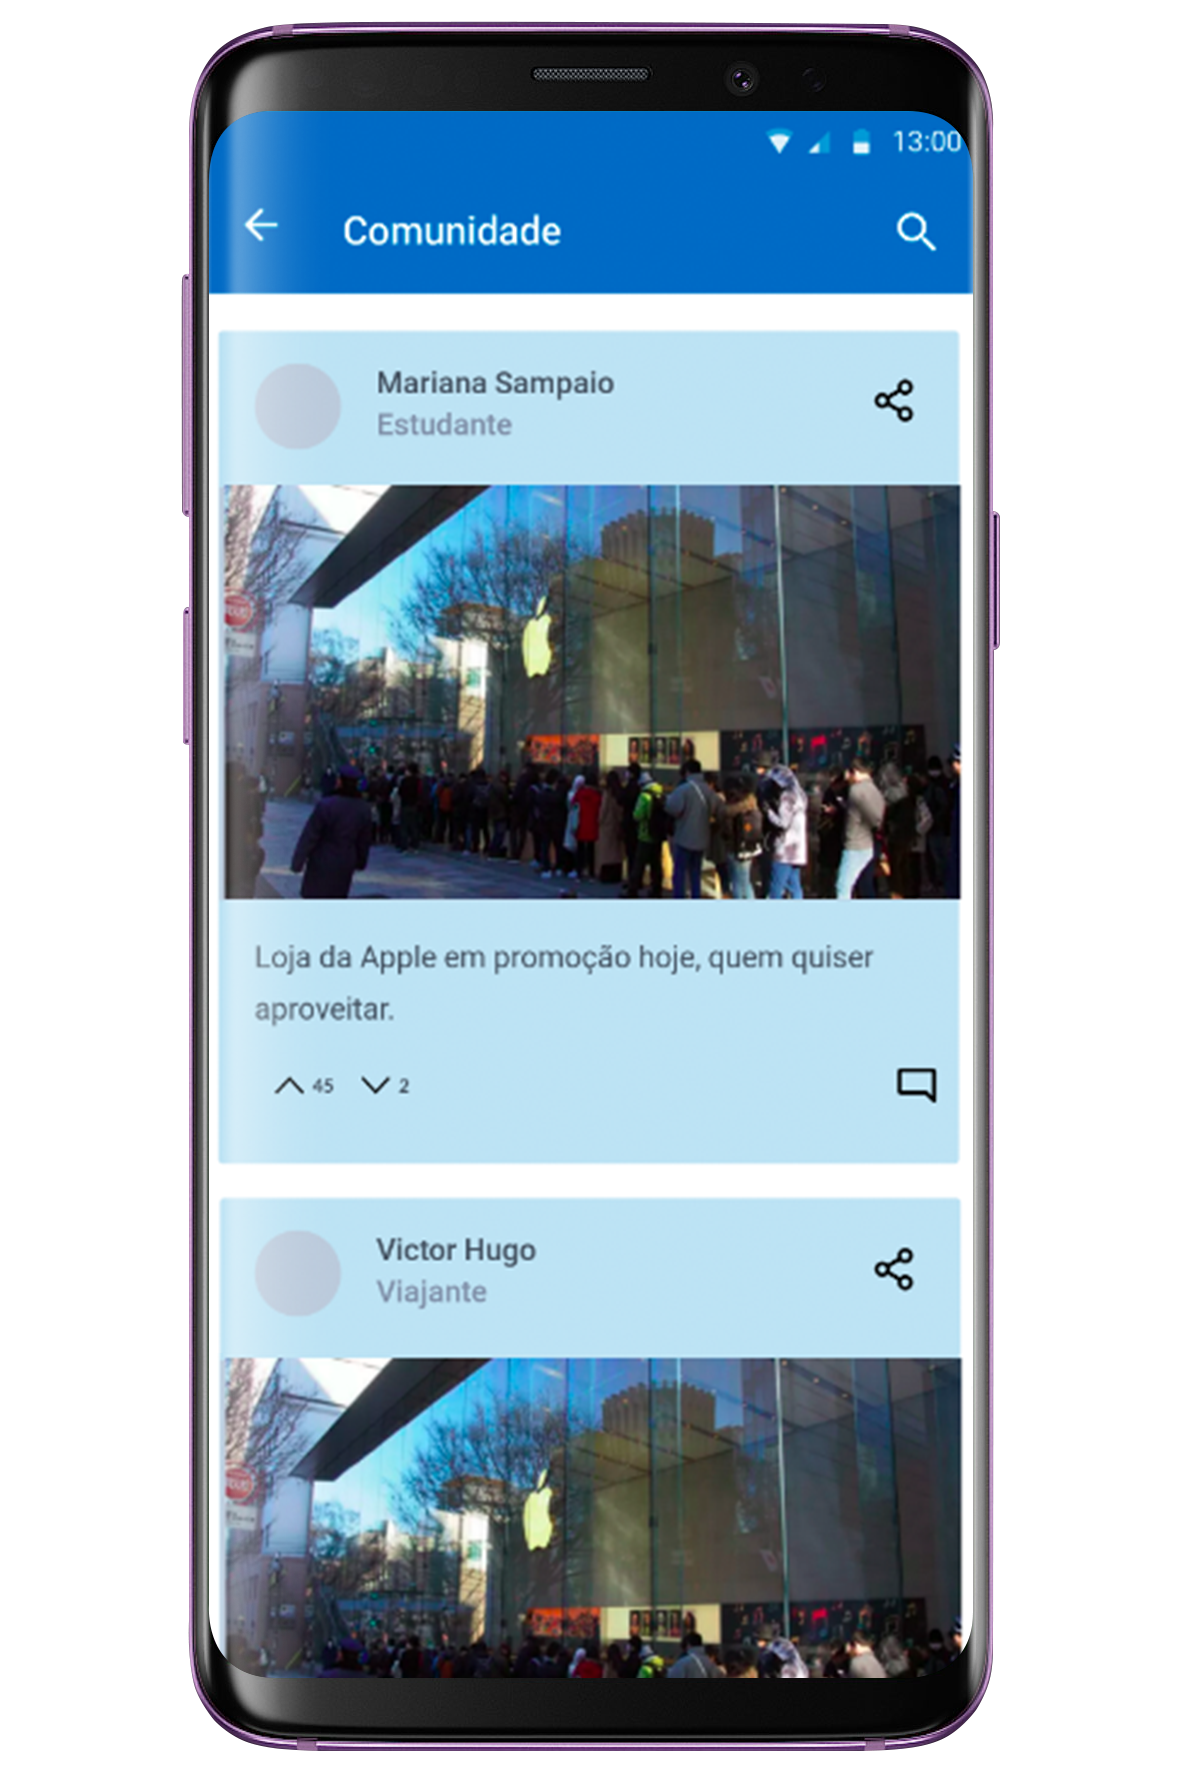 13:00
Comunidade
Mariana Sampaio
Estudante
Loja da Apple em promoção hoje, quem quiser
aproveitar.
45 2
Victor Hugo
Viajante